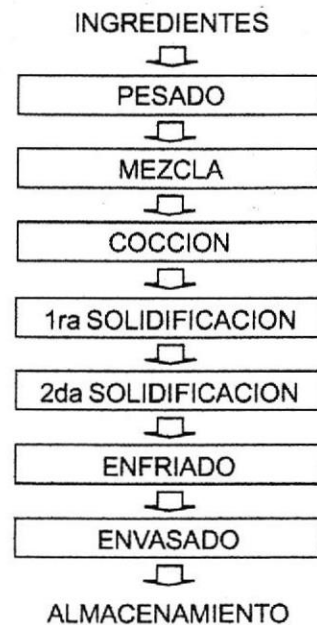 INGREDIENTES
PESADO
MEZCLA
COCCION
1ra SOLIDIFICACION
2da SOLIDIFICACION
ENFRIADO
ENVASADO
ALMACENAMIENTO